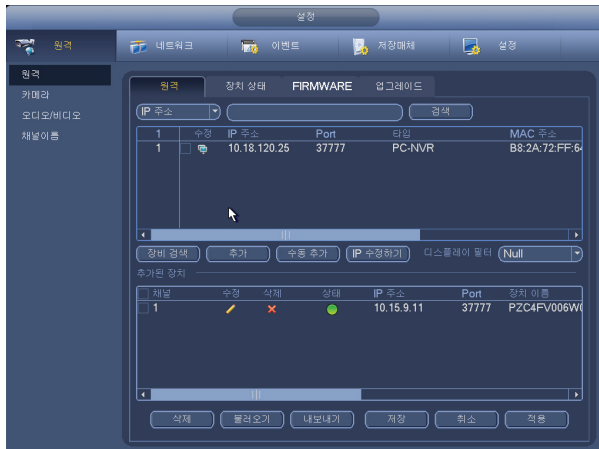 설정
원격 네트워크 이벤트 저장매체 설정
원격
카메라
오디오/비디오
채널이름
원격 장치 상태 FIRMWARE 업그레이드
IP 주소 검색
1 수정 IP 주소 Port 타입 MAC 주소
1 10.18.120.25 37777 PC-NVR B8:2A:72:FF:64
장비 검색 추가 수동 추가 IP 수정하기 디스플레이 필터 Null
추가된 장치
채널 수정 삭제 상태 IP 주소 Port 장치 이름
1 10.15.9.11 37777 PZC4FV006W
삭제 불러오기 내보내기 저장 취소 적용